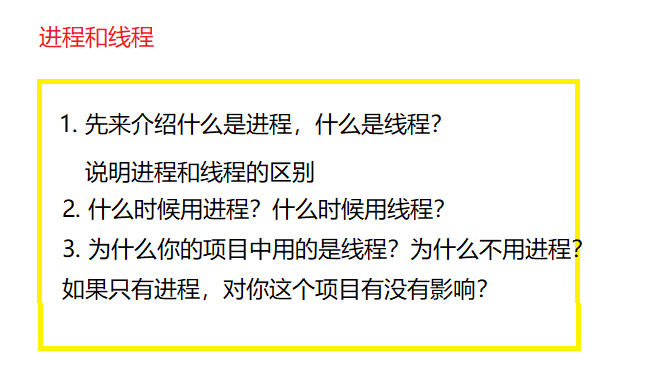 进程和线程
1. 先来介绍什么是进程，什么是线程？
说明进程和线程的区别
2. 什么时候用进程？什么时候用线程？
3. 为什么你的项目中用的是线程？为什么不用进程？
如果只有进程，对你这个项目有没有影响？